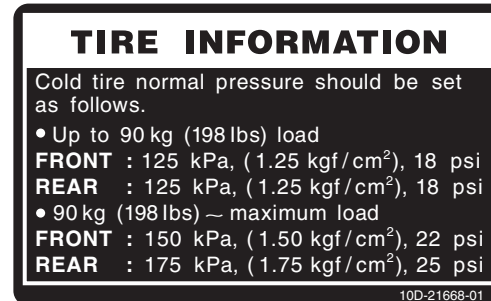 TIRE INFORMATION
Cold tire normal pressure should be set
as follows.
● Up to 90 kg (198 lbs) load
FRONT : 125 kPa, (1.25 kgf/cm²), 18 psi
REAR : 125 kPa, (1.25 kgf/cm²), 18 psi
● 90 kg (198 lbs) ~ maximum load
FRONT : 150 kPa, (1.50 kgf/cm²), 22 psi
REAR : 175 kPa, (1.75 kgf/cm²), 25 psi
10D-21668-01